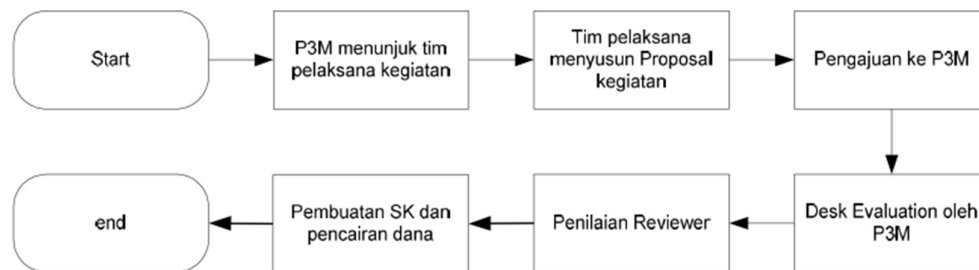 Start
P3M menunjuk tim
pelaksana kegiatan
Tim pelaksana
menyusun Proposal
kegiatan
Pengajuan ke P3M
Desk Evaluation oleh
P3M
Penilaian Reviewer
Pembuatan SK dan
pencairan dana
end